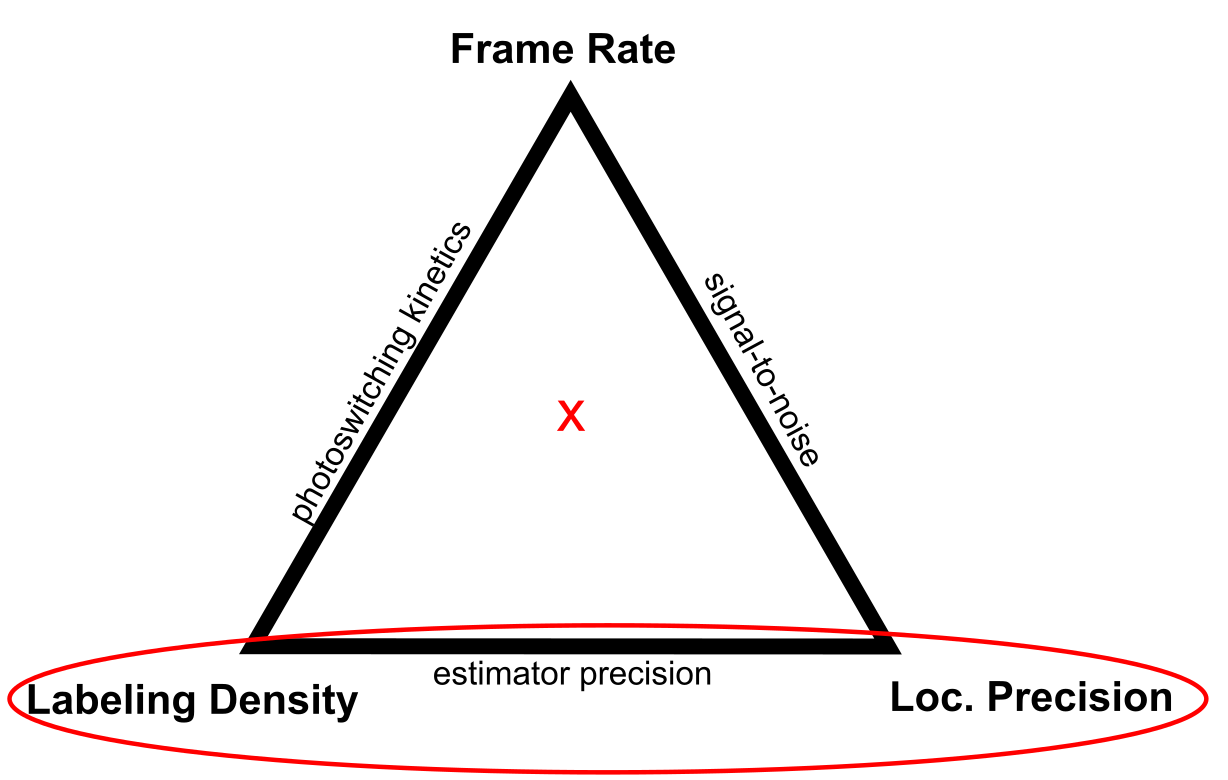 Frame Rate
photoswitching kinetics
signal-to-noise
x
estimator precision
Labeling Density
Loc. Precision